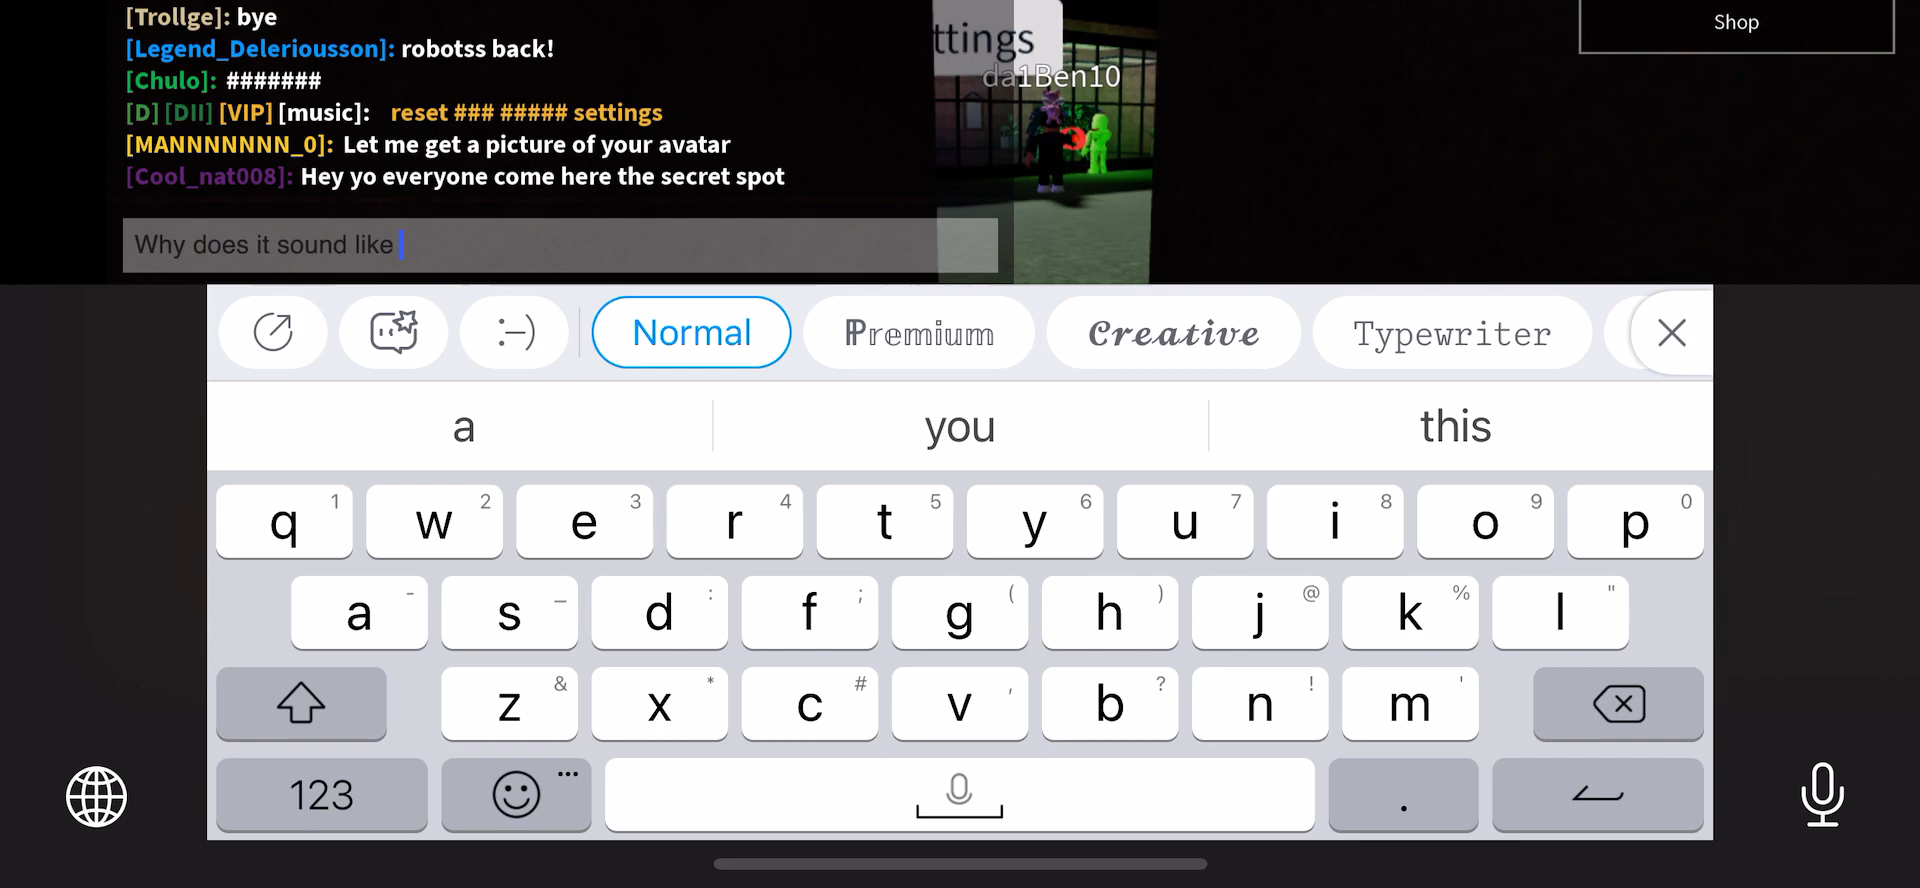 [Trollge]: bye
[Legend_Deleriousson]: robotss back!
[Chulo]: #######
[D] [DII] [VIP] [music]: reset ### ##### settings
[MANNNNNNN_0]: Let me get a picture of your avatar
[Cool_nat008]: Hey yo everyone come here the secret spot
ttings
da1Ben10
Shop
Why does it sound like
:-) Normal Premium Creative Typewriter
a you this
q 1 w 2 e 3 r 4 t 5 y 6 u 7 i 8 o 9 p 0
a - s _ d : f ; g ( h ) j @ k % l "
z & x * c # v , b ? n ! m '
123 ... .